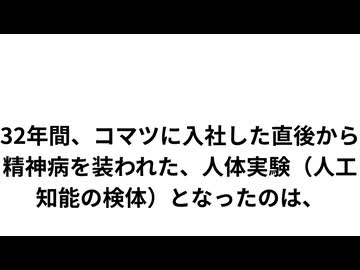 32年間、コマツに入社した直後から
精神病を装われた、人体実験（人工
知能の検体）となったのは、